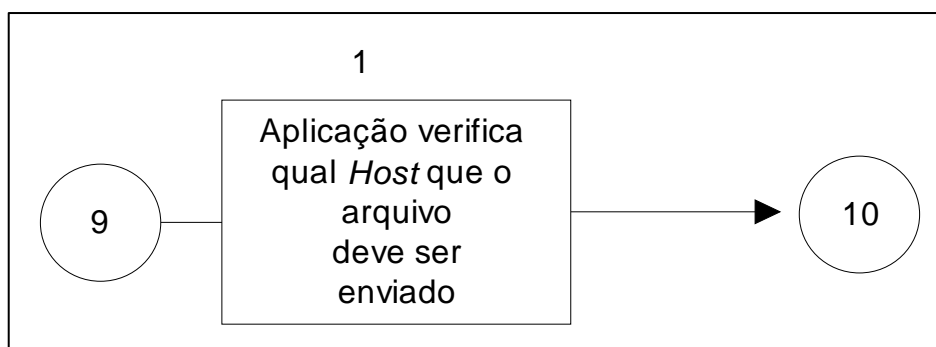 1
Aplicação verifica
qual Host que o
arquivo
deve ser
enviado
9
10